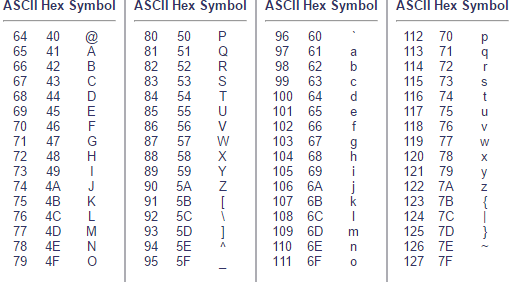 ASCII Hex Symbol ASCII Hex Symbol ASCII Hex Symbol ASCII Hex Symbol
64 40 @ 80 50 P 96 60 ` 112 70 p
65 41 A 81 51 Q 97 61 a 113 71 q
66 42 B 82 52 R 98 62 b 114 72 r
67 43 C 83 53 S 99 63 c 115 73 s
68 44 D 84 54 T 100 64 d 116 74 t
69 45 E 85 55 U 101 65 e 117 75 u
70 46 F 86 56 V 102 66 f 118 76 v
71 47 G 87 57 W 103 67 g 119 77 w
72 48 H 88 58 X 104 68 h 120 78 x
73 49 I 89 59 Y 105 69 i 121 79 y
74 4A J 90 5A Z 106 6A j 122 7A z
75 4B K 91 5B [ 107 6B k 123 7B {
76 4C L 92 5C \ 108 6C l 124 7C |
77 4D M 93 5D ] 109 6D m 125 7D }
78 4E N 94 5E ^ 110 6E n 126 7E ~
79 4F O 95 5F _ 111 6F o 127 7F